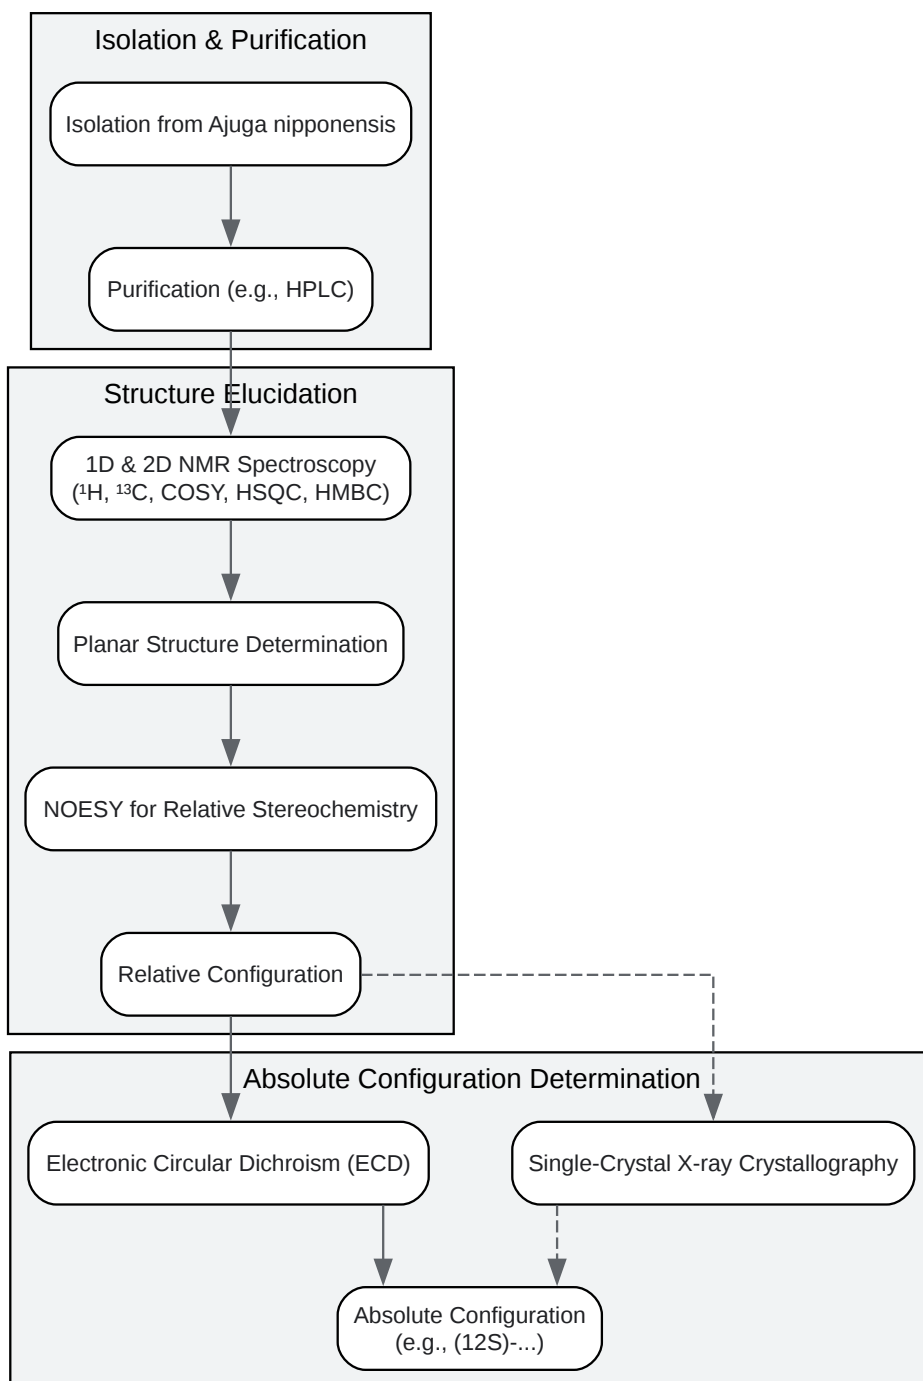 Isolation & Purification
Isolation from Ajuga nipponensis
Purification (e.g., HPLC)
Structure Elucidation
1D & 2D NMR Spectroscopy
(¹H, ¹³C, COSY, HSQC, HMBC)
Planar Structure Determination
NOESY for Relative Stereochemistry
Relative Configuration
Absolute Configuration Determination
Electronic Circular Dichroism (ECD)
Single-Crystal X-ray Crystallography
Absolute Configuration
(e.g., (12S)-...)